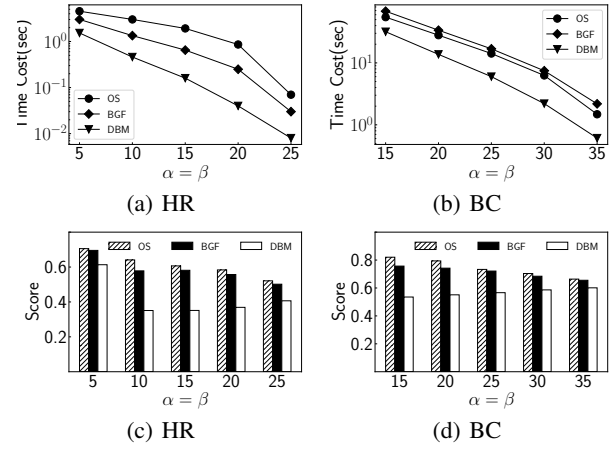 Time Cost(sec)
10^0
10^-1
10^-2
OS
BGF
DBM
5 10 15 20 25
α = β
(a) HR
Time Cost(sec)
10^1
10^0
OS
BGF
DBM
15 20 25 30 35
α = β
(b) BC
Score
0.6
0.4
0.2
OS BGF DBM
5 10 15 20 25
α = β
(c) HR
Score
0.8
0.6
0.4
0.2
OS BGF DBM
15 20 25 30 35
α = β
(d) BC